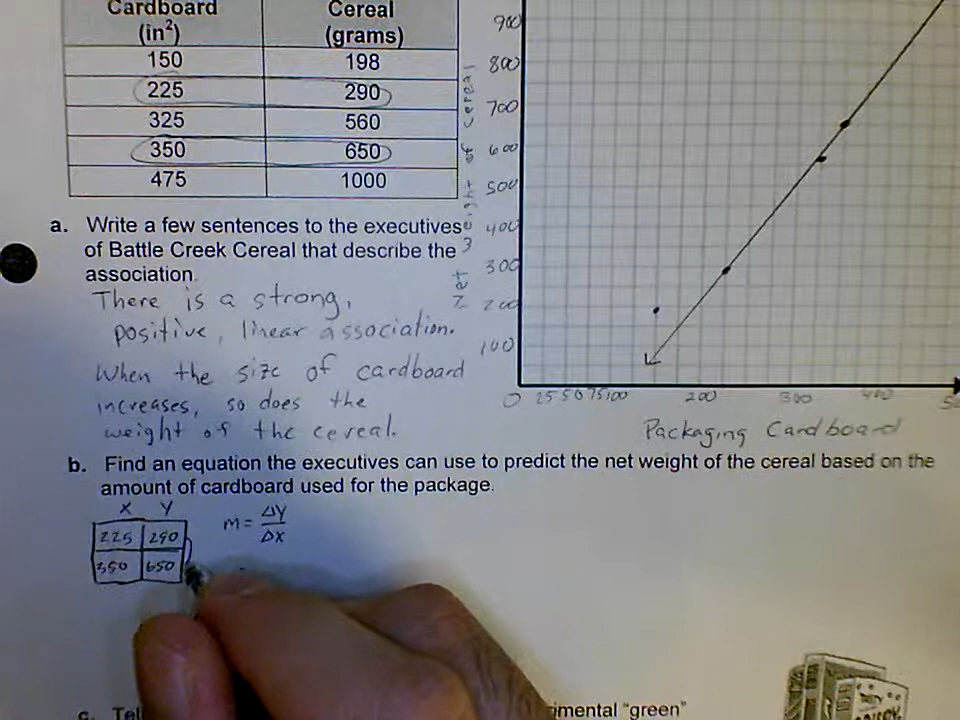 Cardboard Cereal
(in²) (grams)
150 198
225 290
325 560
350 650
475 1000
a. Write a few sentences to the executives
of Battle Creek Cereal that describe the
association.
There is a strong,
positive, linear association.
When the size of cardboard
increases, so does the
weight of the cereal.
900
800
700
600
500
400
300
200
100
Net weight of cereal
0 25 50 75 100 200 300 400
Packaging Cardboard
b. Find an equation the executives can use to predict the net weight of the cereal based on the
amount of cardboard used for the package.
X Y
225 290
350 650
M = ΔY
ΔX
c. Tel
rimental “green”